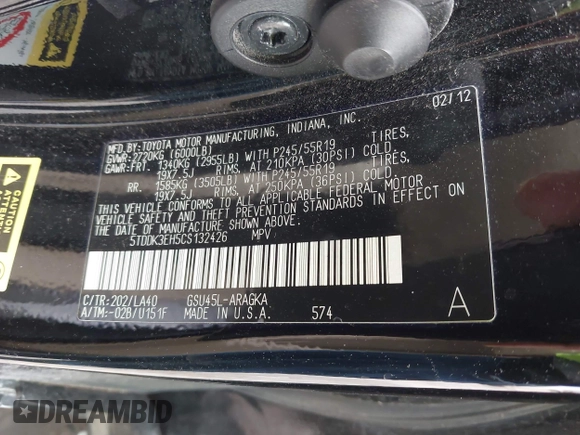 02/12
MFD.BY:TOYOTA MOTOR MANUFACTURING, INDIANA, INC.
GVWR:2720KG (6000LB)
GAWR:FRT. 1340KG (2955LB) WITH P245/55R19 TIRES,
19X7.5J RIMS, AT 210KPA (30PSI) COLD
RR. 1585KG (3505LB) WITH P245/55R19 TIRES,
19X7.5J RIMS, AT 250KPA (36PSI) COLD.
THIS VEHICLE CONFORMS TO ALL APPLICABLE FEDERAL MOTOR
VEHICLE SAFETY AND THEFT PREVENTION STANDARDS IN EFFECT ON
THE DATE OF MANUFACTURE SHOWN ABOVE.
5TDDK3EH5CS132426 MPV
C/TR:202/LA40 GSU45L-ARAGKA
A/TM:-02B/U151F MADE IN U.S.A. 574
A
CAUTION
DREAMBID